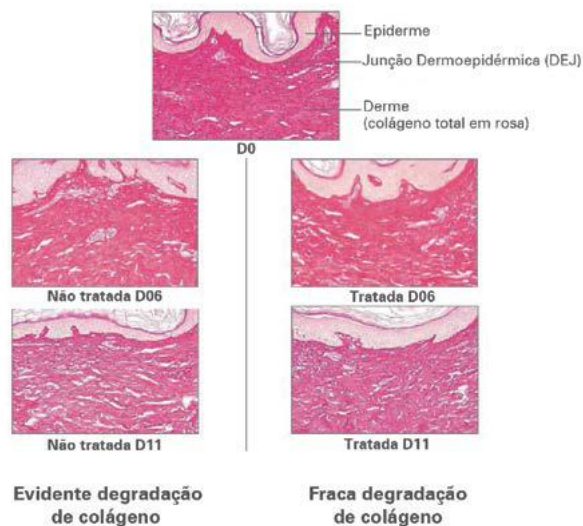 Epiderme
Junção Dermoepidérmica (DEJ)
Derme
(colágeno total em rosa)
D0
Não tratada D06
Tratada D06
Não tratada D11
Tratada D11
Evidente degradação
de colágeno
Fraca degradação
de colágeno